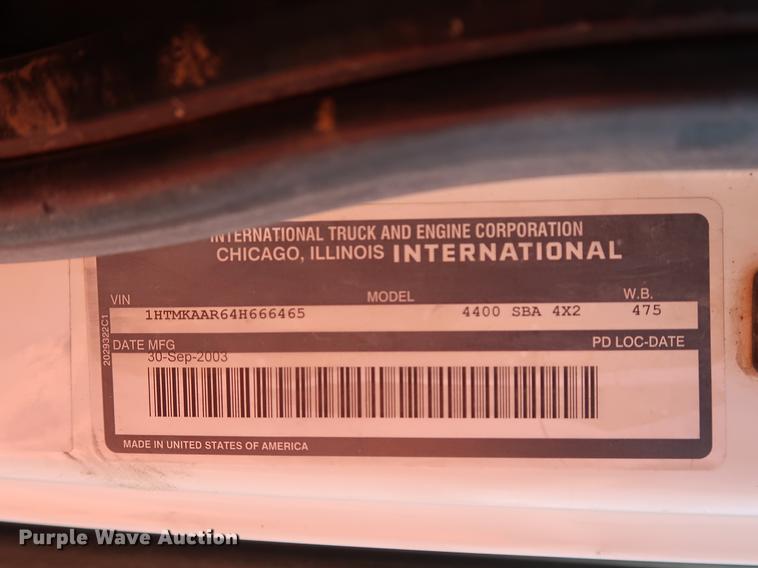 INTERNATIONAL TRUCK AND ENGINE CORPORATION
CHICAGO, ILLINOIS INTERNATIONAL®
VIN MODEL W.B.
1HTMKAAR64H666465 4400 SBA 4X2 475
DATE MFG PD LOC-DATE
30-Sep-2003
2029322C1
MADE IN UNITED STATES OF AMERICA
Purple Wave Auction